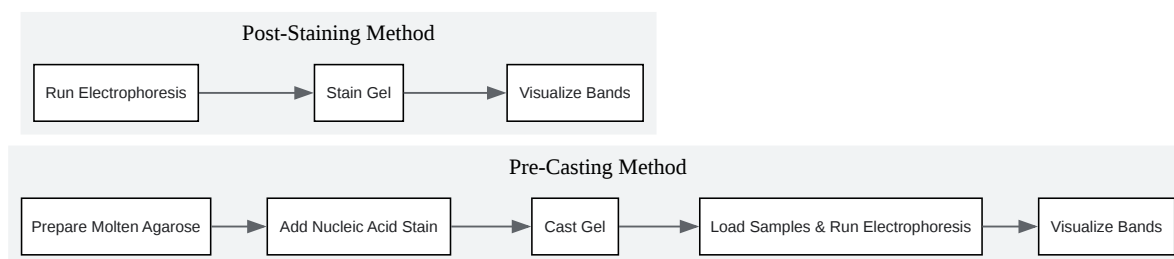 Post-Staining Method
Run Electrophoresis
Stain Gel
Visualize Bands
Pre-Casting Method
Prepare Molten Agarose
Add Nucleic Acid Stain
Cast Gel
Load Samples & Run Electrophoresis
Visualize Bands